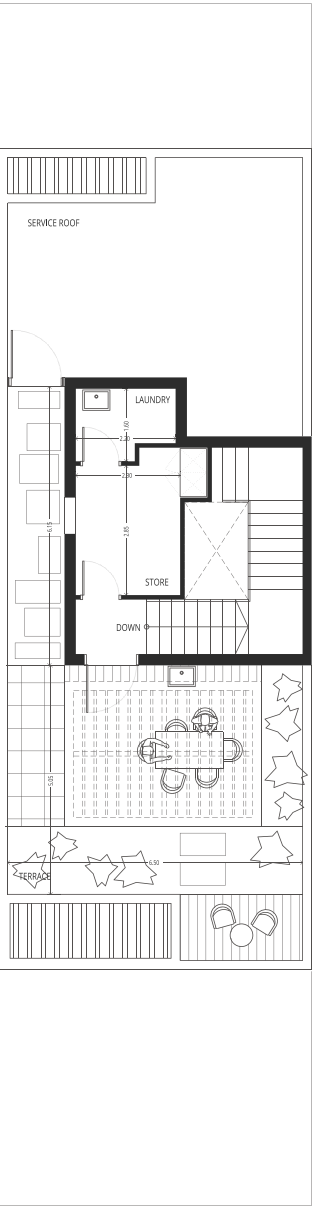 SERVICE ROOF
LAUNDRY
1.60
2.20
2.30
6.15
2.85
STORE
DOWN
5.05
6.50
TERRACE